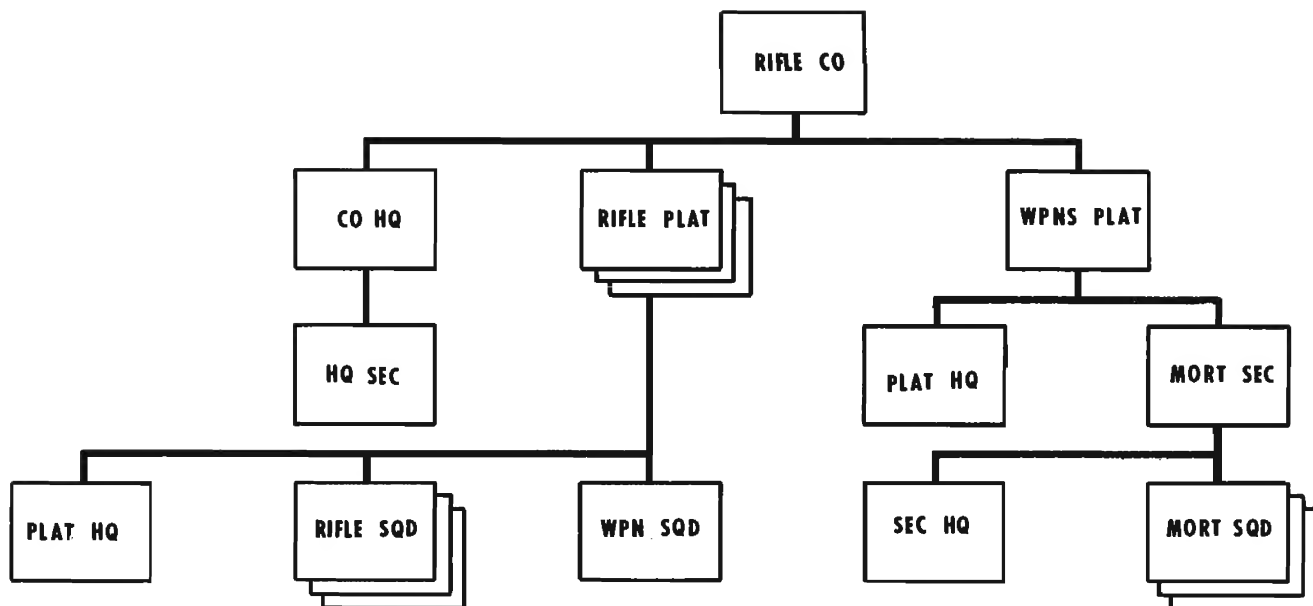 RIFLE CO
CO HQ
RIFLE PLAT
WPNS PLAT
HQ SEC
PLAT HQ
MORT SEC
PLAT HQ
RIFLE SQD
WPN SQD
SEC HQ
MORT SQD